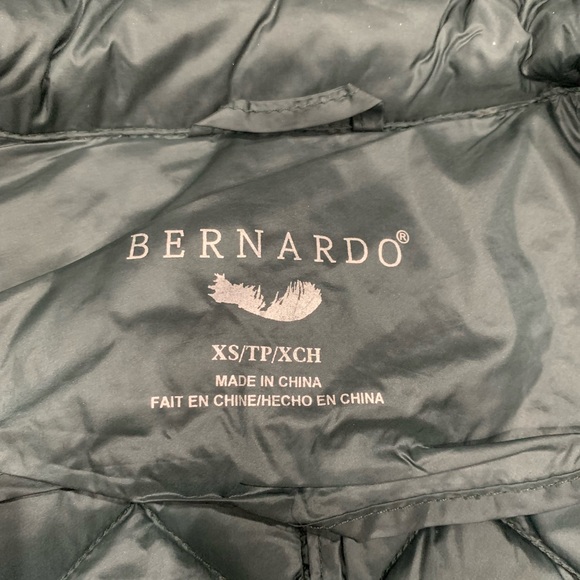 BERNARDO®
XS/TP/XCH
MADE IN CHINA
FAIT EN CHINE/HECHO EN CHINA